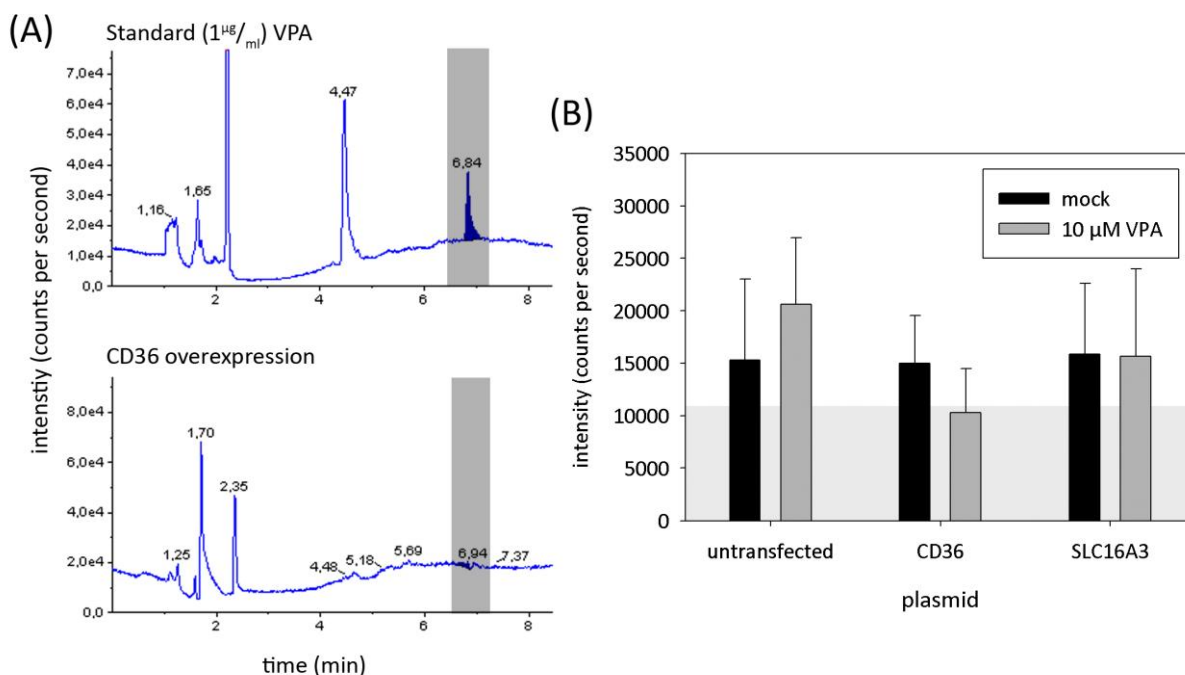 (A)
Standard (1µg/ml) VPA
7,0e4
6,0e4
5,0e4
4,0e4
3,0e4
2,0e4
1,0e4
0,0
1,16
1,65
4,47
6,84
2
4
6
8
CD36 overexpression
8,0e4
6,0e4
4,0e4
2,0e4
0,0
1,25
1,70
2,35
4,48
5,18
5,69
6,94
7,37
2
4
6
8
intenstiy (counts per second)
time (min)
(B)
35000
30000
25000
20000
15000
10000
5000
0
intensity (counts per second)
mock
10 µM VPA
untransfected
CD36
SLC16A3
plasmid